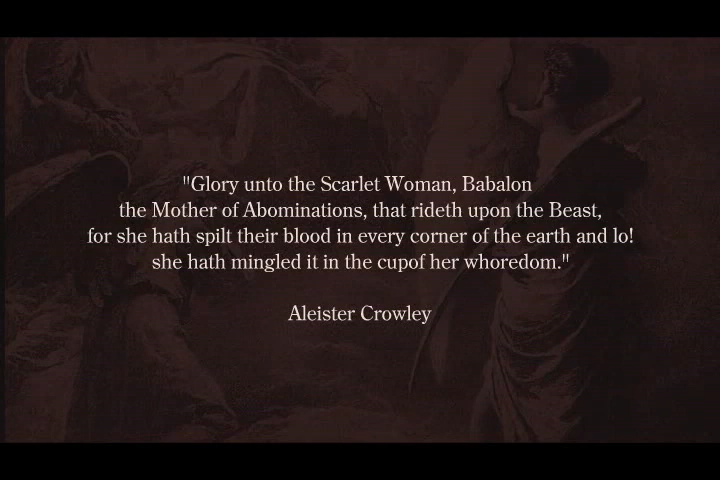 "Glory unto the Scarlet Woman, Babalon
the Mother of Abominations, that rideth upon the Beast,
for she hath spilt their blood in every corner of the earth and lo!
she hath mingled it in the cupof her whoredom."
Aleister Crowley